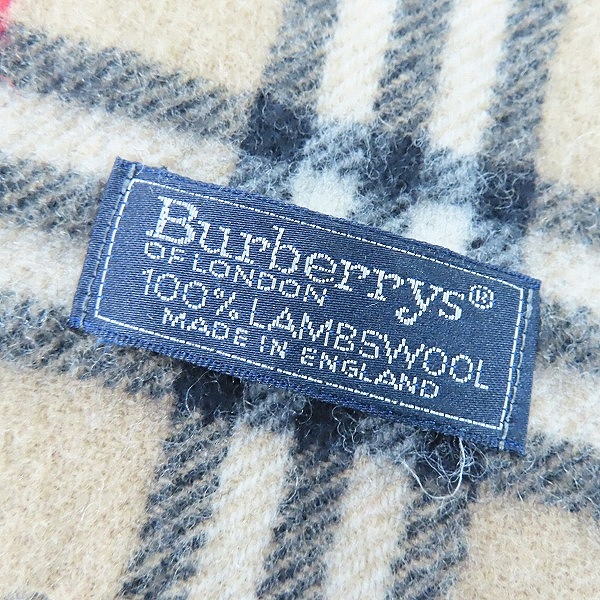 Burberrys®
OF LONDON
100% LAMBSWOOL
MADE IN ENGLAND